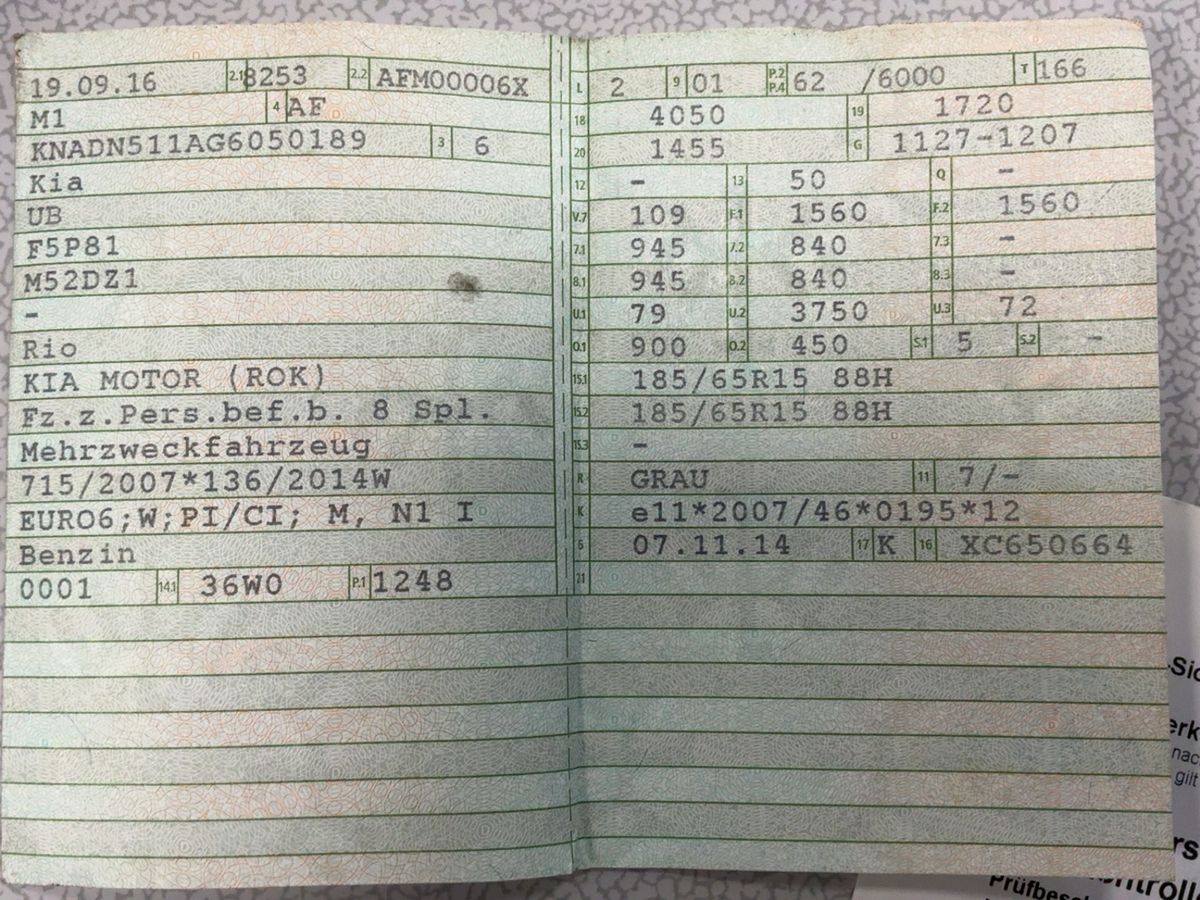 19.09.16 2.1 8253 2.2 AFM00006X
M1 4 AF
KNADN511AG6050189 3 6
Kia
UB
F5P81
M52DZ1
-
Rio
KIA MOTOR (ROK)
Fz.z.Pers.bef.b. 8 Spl.
Mehrzweckfahrzeug
715/2007*136/2014W
EURO6;W;PI/CI; M, N1 I
Benzin
0001 14.1 36W0 P.1 1248
L 2 9 01 P.2 P.4 62 /6000 T 166
18 4050 19 1720
20 1455 G 1127-1207
12 - 13 50 Q -
V.7 109 F.1 1560 F.2 1560
7.1 945 7.2 840 7.3 -
8.1 945 8.2 840 8.3 -
U.1 79 U.2 3750 U.3 72
O.1 900 O.2 450 S.1 5 S.2 -
15.1 185/65R15 88H
15.2 185/65R15 88H
15.3 -
R GRAU 11 7/-
K e11*2007/46*0195*12
6 07.11.14 17 K 16 XC650664
21
nac
gilt